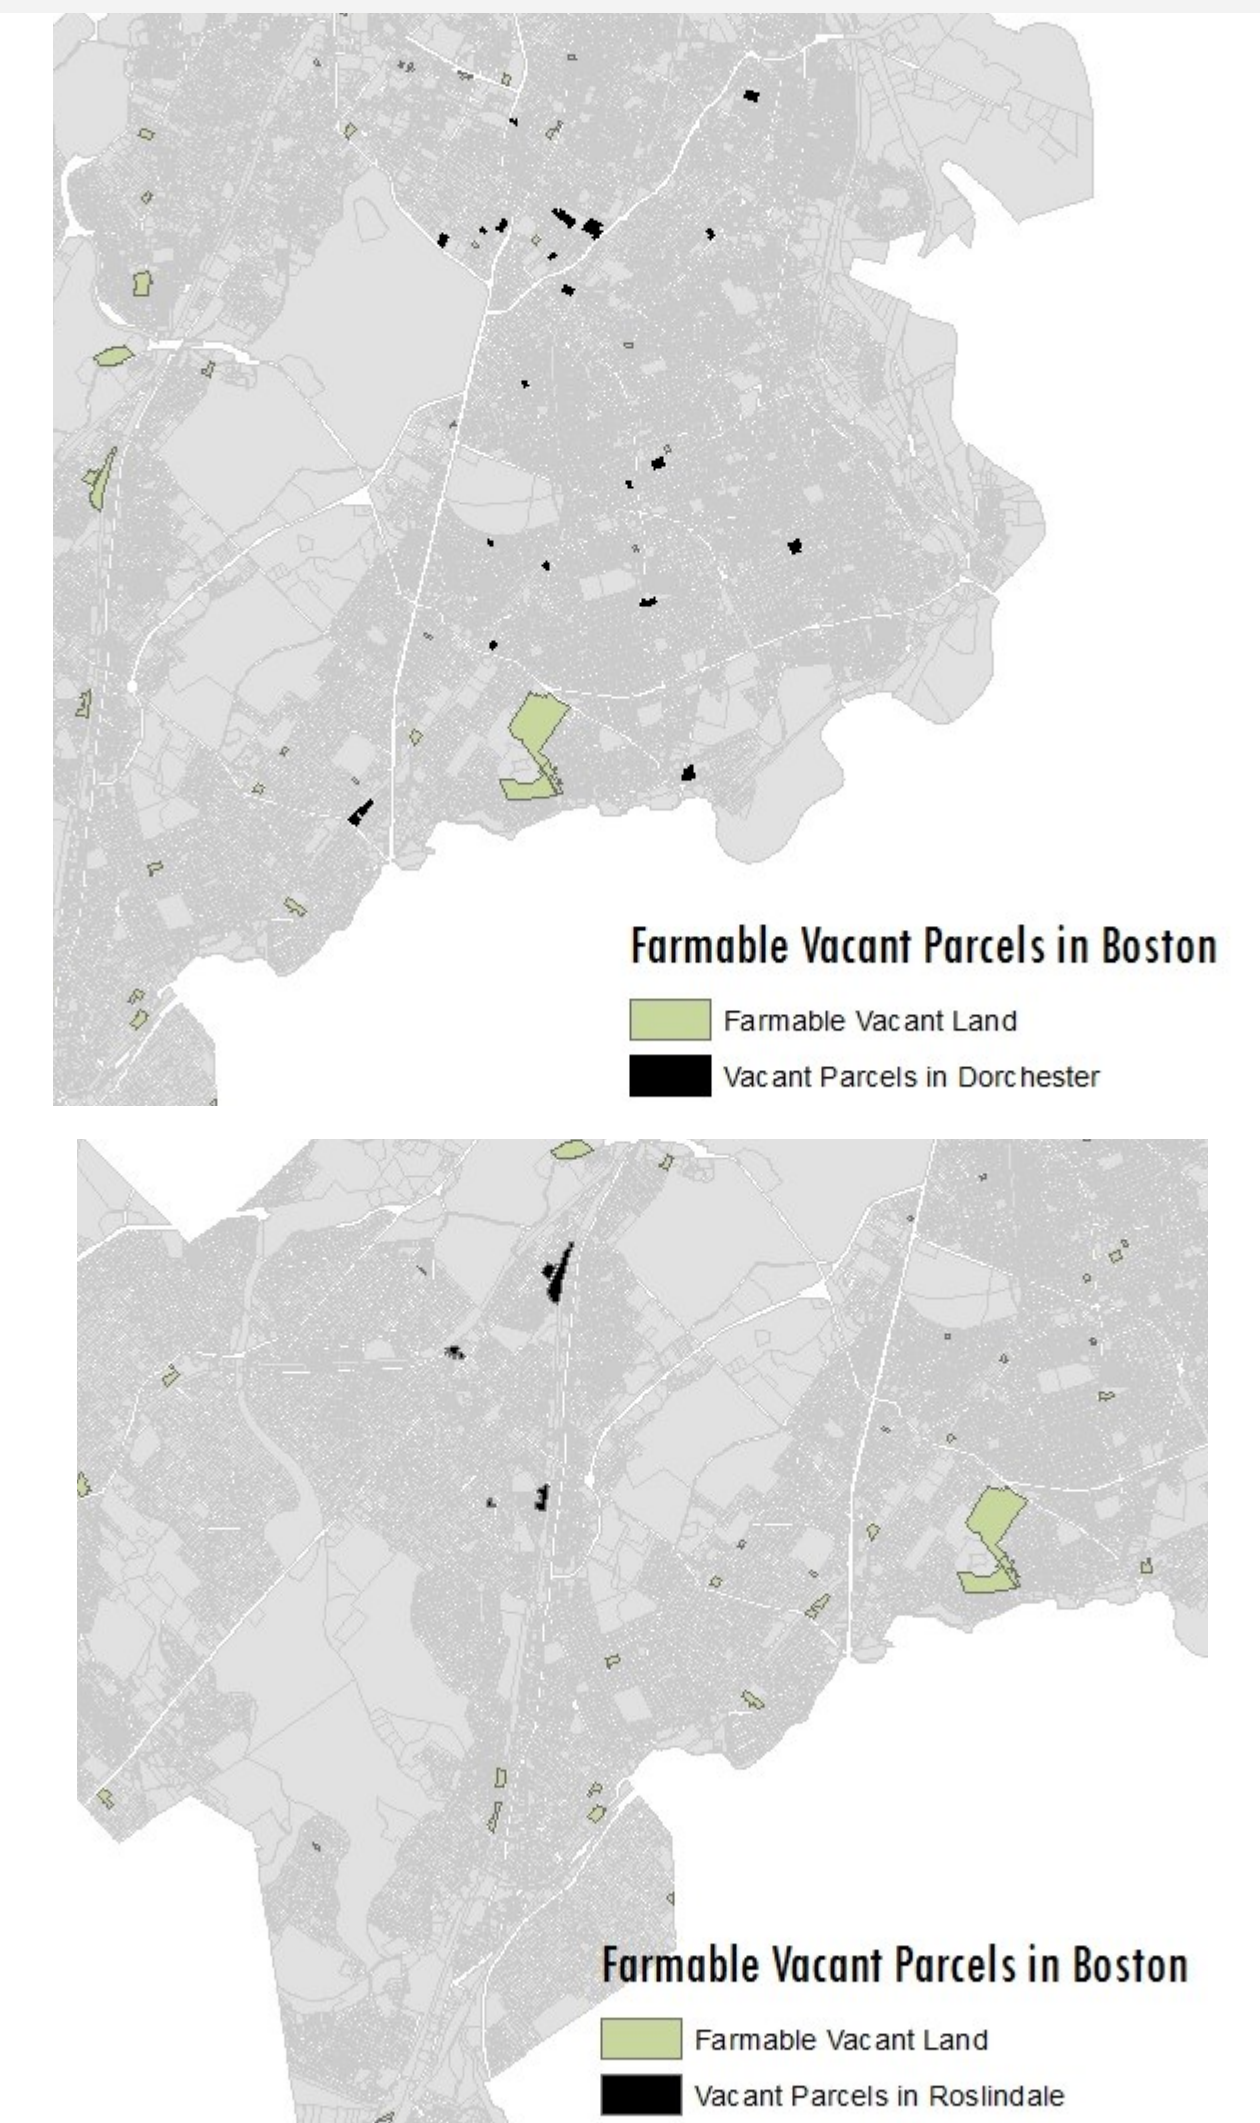 Farmable Vacant Parcels in Boston
Farmable Vacant Land
Vacant Parcels in Dorchester
Farmable Vacant Parcels in Boston
Farmable Vacant Land
Vacant Parcels in Roslindale